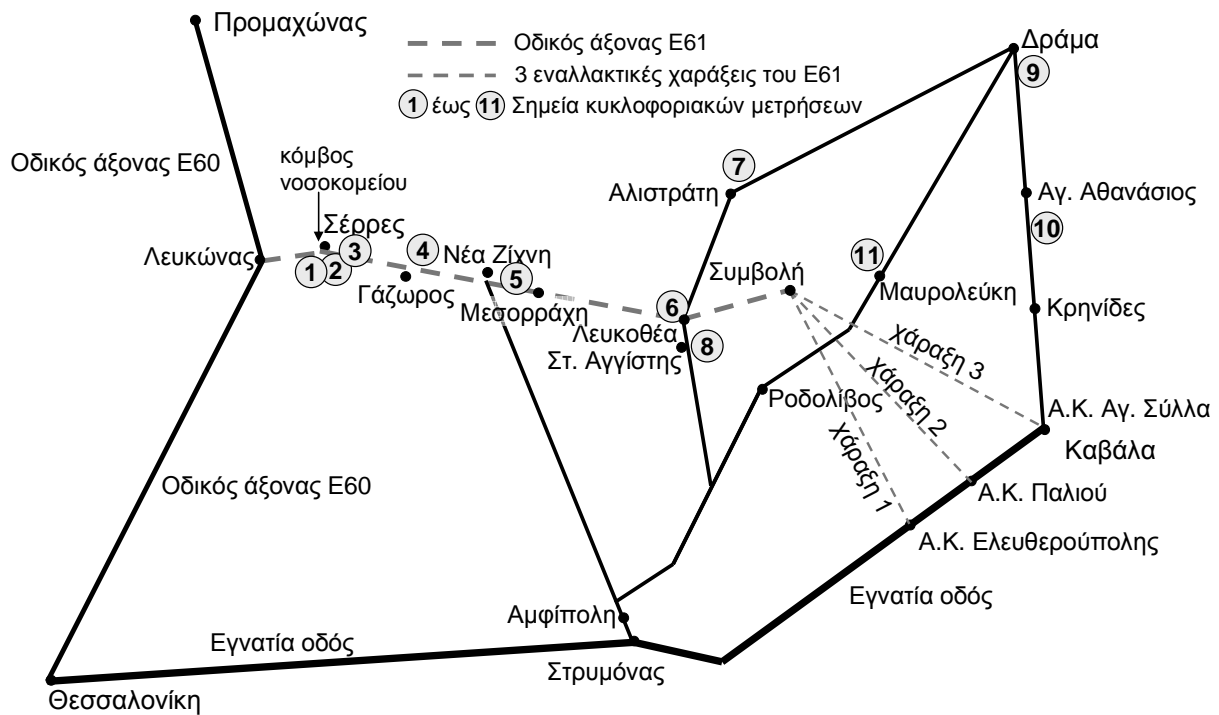 Προμαχώνας
Οδικός άξονας Ε61
3 εναλλακτικές χαράξεις του Ε61
1 έως 11 Σημεία κυκλοφοριακών μετρήσεων
Δράμα
9
Οδικός άξονας Ε60
κόμβος
νοσοκομείου
7
Αλιστράτη
Αγ. Αθανάσιος
10
Σέρρες
Λευκώνας
1
2
3
4
Νέα Ζίχνη
5
Γάζωρος
Μεσορράχη
Συμβολή
11
Μαυρολεύκη
6
Λευκοθέα
Στ. Αγγίστης
8
Κρηνίδες
χάραξη 3
χάραξη 2
χάραξη 1
Ροδολίβος
Α.Κ. Αγ. Σύλλα
Καβάλα
Οδικός άξονας Ε60
Α.Κ. Παλιού
Α.Κ. Ελευθερούπολης
Εγνατία οδός
Αμφίπολη
Εγνατία οδός
Στρυμόνας
Θεσσαλονίκη